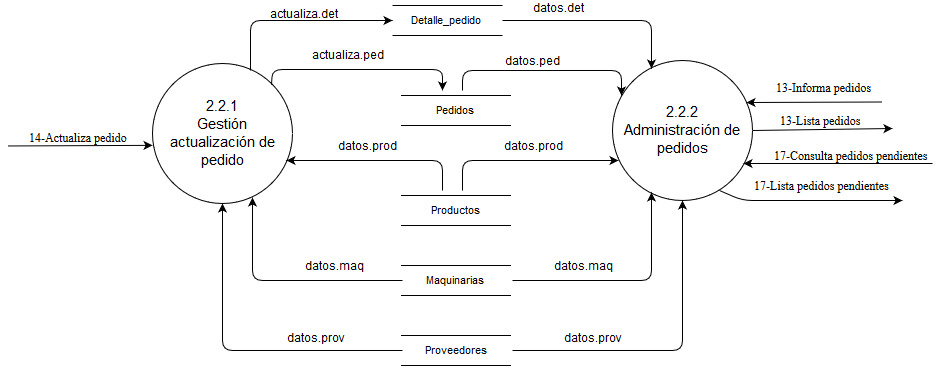 actualiza.det
Detalle_pedido
datos.det
actualiza.ped
datos.ped
Pedidos
2.2.1
Gestión
actualización de
pedido
2.2.2
Administración de
pedidos
13-Informa pedidos
13-Lista pedidos
14-Actualiza pedido
datos.prod
datos.prod
17-Consulta pedidos pendientes
17-Lista pedidos pendientes
Productos
datos.maq
Maquinarias
datos.maq
datos.prov
Proveedores
datos.prov